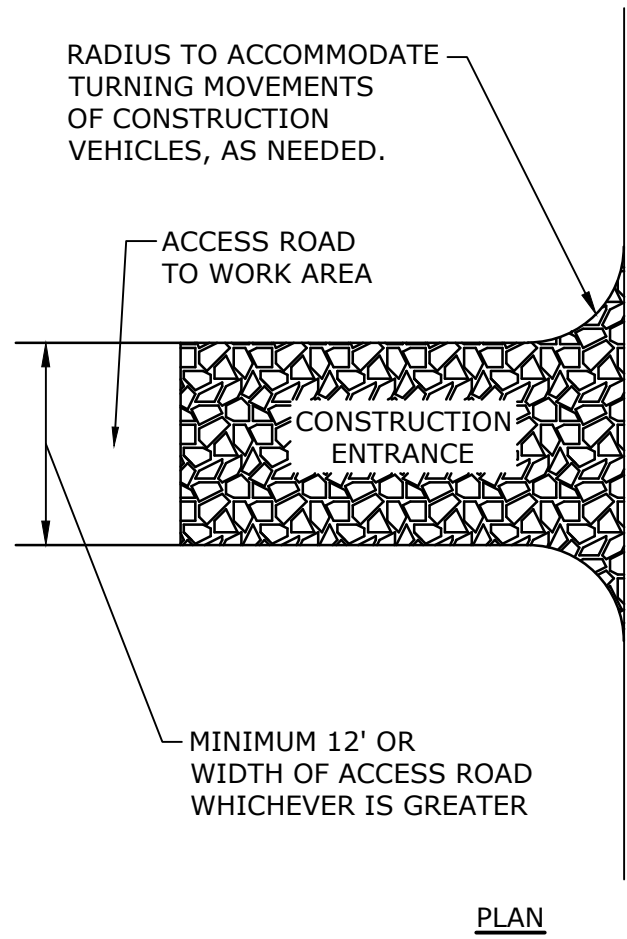 RADIUS TO ACCOMMODATE
TURNING MOVEMENTS
OF CONSTRUCTION
VEHICLES, AS NEEDED.
ACCESS ROAD
TO WORK AREA
CONSTRUCTION
ENTRANCE
MINIMUM 12' OR
WIDTH OF ACCESS ROAD
WHICHEVER IS GREATER
PLAN